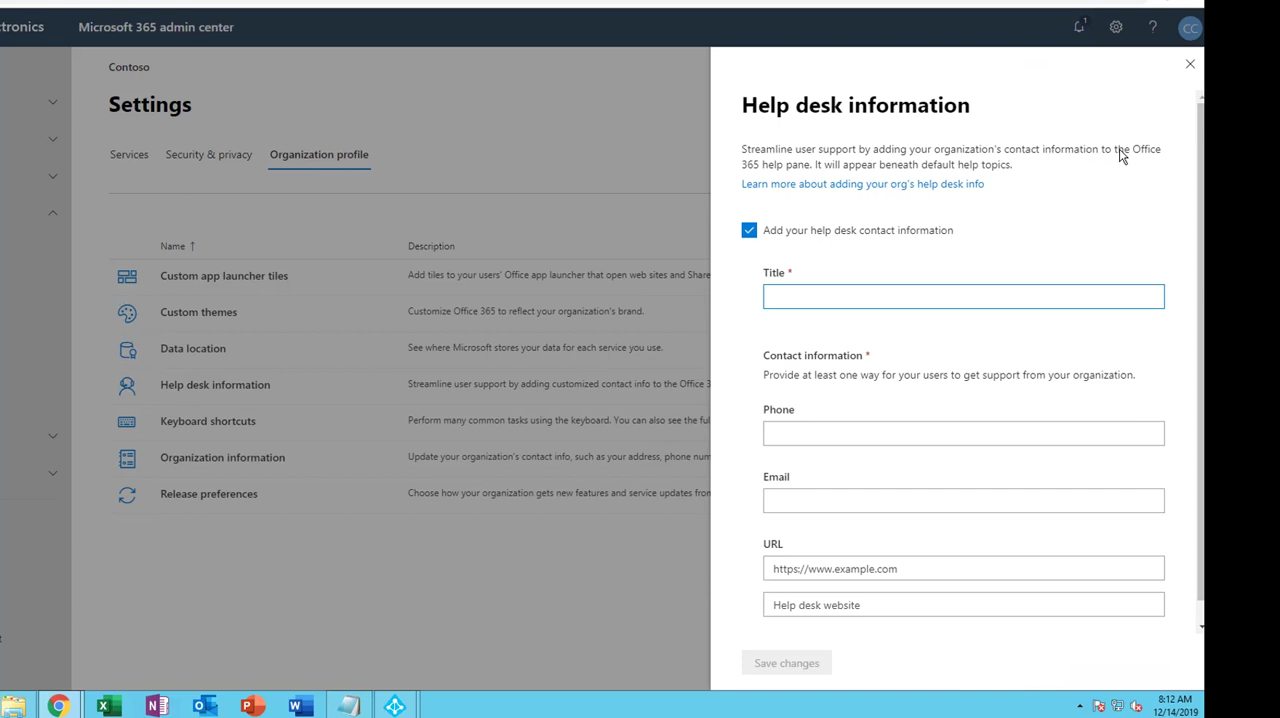 ctronics
Microsoft 365 admin center
1
?
CC
Contoso
Settings
Services
Security & privacy
Organization profile
Name ↑
Description
Custom app launcher tiles
Add tiles to your users' Office app launcher that open web sites and Share
Custom themes
Customize Office 365 to reflect your organization's brand.
Data location
See where Microsoft stores your data for each service you use.
Help desk information
Streamline user support by adding customized contact info to the Office 3
Keyboard shortcuts
Perform many common tasks using the keyboard. You can also see the full
Organization information
Update your organization's contact info, such as your address, phone num
Release preferences
Choose how your organization gets new features and service updates from
Help desk information
Streamline user support by adding your organization's contact information to the Office
365 help pane. It will appear beneath default help topics.
Learn more about adding your org's help desk info
Add your help desk contact information
Title *
Contact information *
Provide at least one way for your users to get support from your organization.
Phone
Email
URL
https://www.example.com
Help desk website
Save changes
8:12 AM
12/14/2019